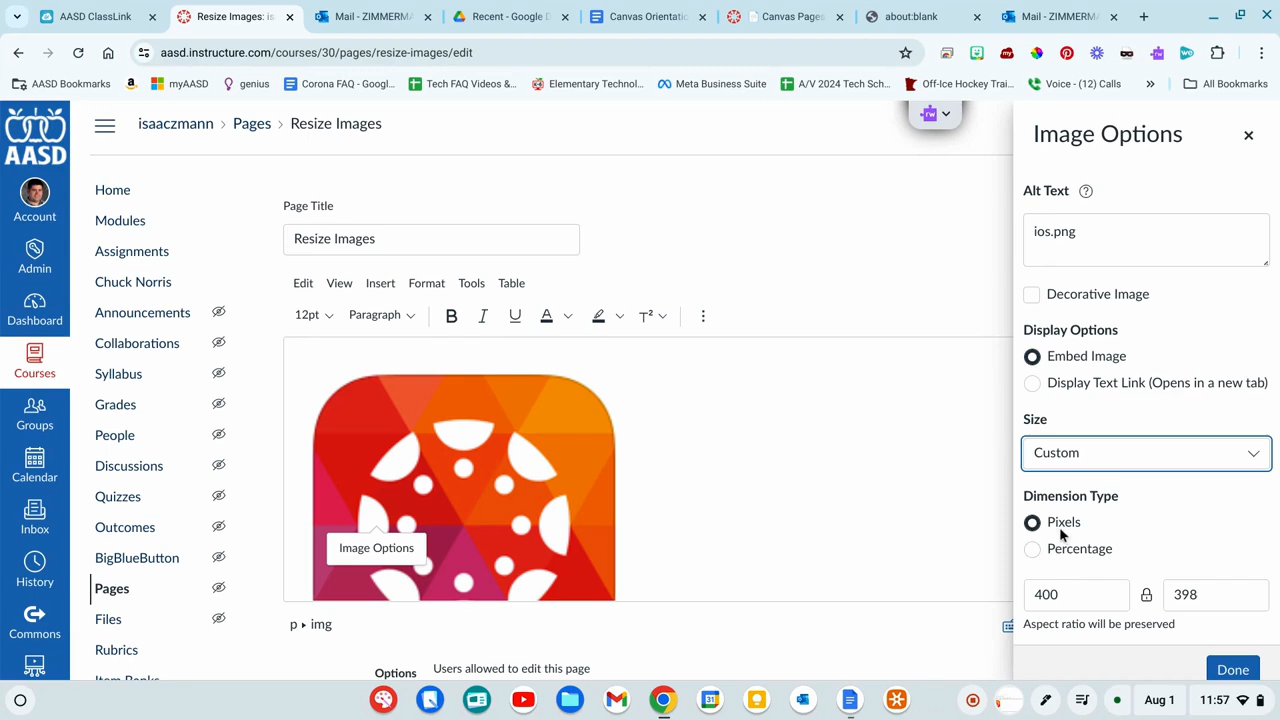 AASD ClassLink
Resize Images: is
Mail - ZIMMERMA
Recent - Google D
Canvas Orientatio
Canvas Pages
about:blank
Mail - ZIMMERMA
aasd.instructure.com/courses/30/pages/resize-images/edit
AASD Bookmarks
myAASD
genius
Corona FAQ - Googl...
Tech FAQ Videos &...
Elementary Technol...
Meta Business Suite
A/V 2024 Tech Sch...
Off-Ice Hockey Trai...
Voice - (12) Calls
All Bookmarks
AASD
Account
Admin
Dashboard
Courses
Groups
Calendar
Inbox
History
Commons
isaaczmann > Pages > Resize Images
Home
Modules
Assignments
Chuck Norris
Announcements
Collaborations
Syllabus
Grades
People
Discussions
Quizzes
Outcomes
BigBlueButton
Pages
Files
Rubrics
Item Banks
Page Title
Resize Images
Edit View Insert Format Tools Table
12pt Paragraph B I U A T²
Image Options
p ▸ img
Options Users allowed to edit this page
rw
Image Options
Alt Text
ios.png
Decorative Image
Display Options
Embed Image
Display Text Link (Opens in a new tab)
Size
Custom
Dimension Type
Pixels
Percentage
400 398
Aspect ratio will be preserved
Done
Aug 1 11:57